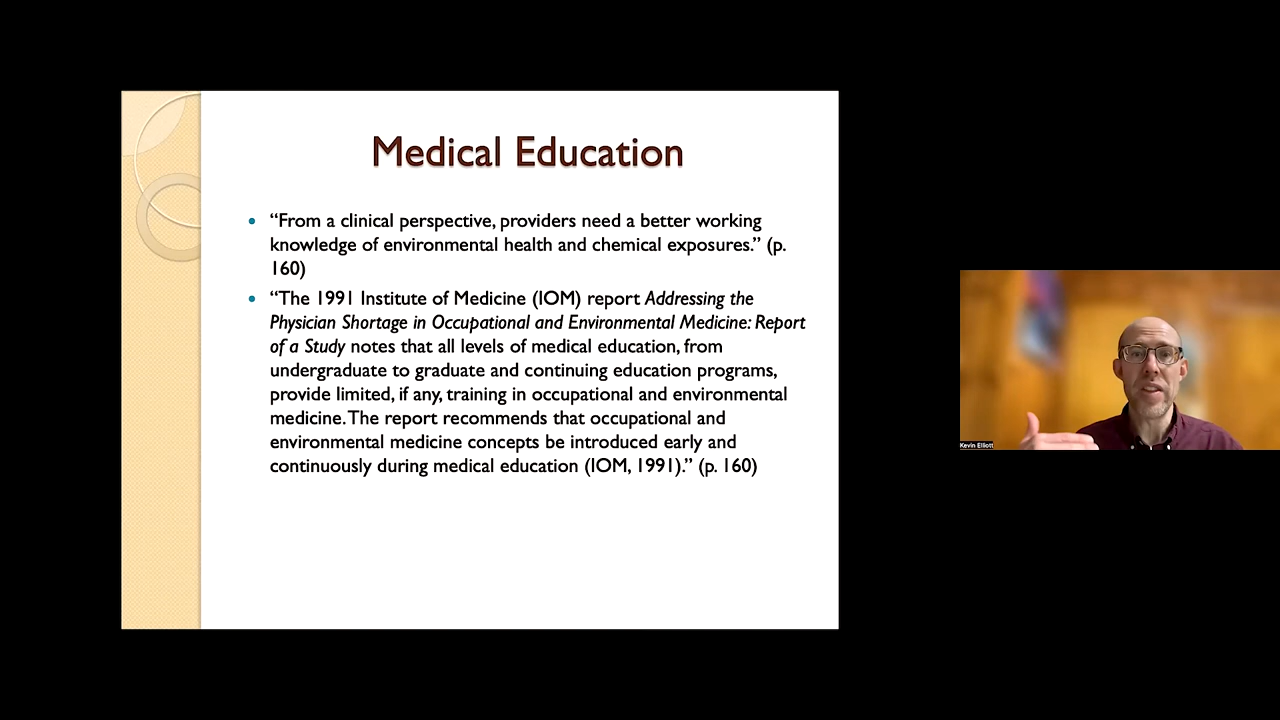 Medical Education
• “From a clinical perspective, providers need a better working
knowledge of environmental health and chemical exposures.” (p.
160)
• “The 1991 Institute of Medicine (IOM) report Addressing the
Physician Shortage in Occupational and Environmental Medicine: Report
of a Study notes that all levels of medical education, from
undergraduate to graduate and continuing education programs,
provide limited, if any, training in occupational and environmental
medicine. The report recommends that occupational and
environmental medicine concepts be introduced early and
continuously during medical education (IOM, 1991).” (p. 160)
Kevin Elliott